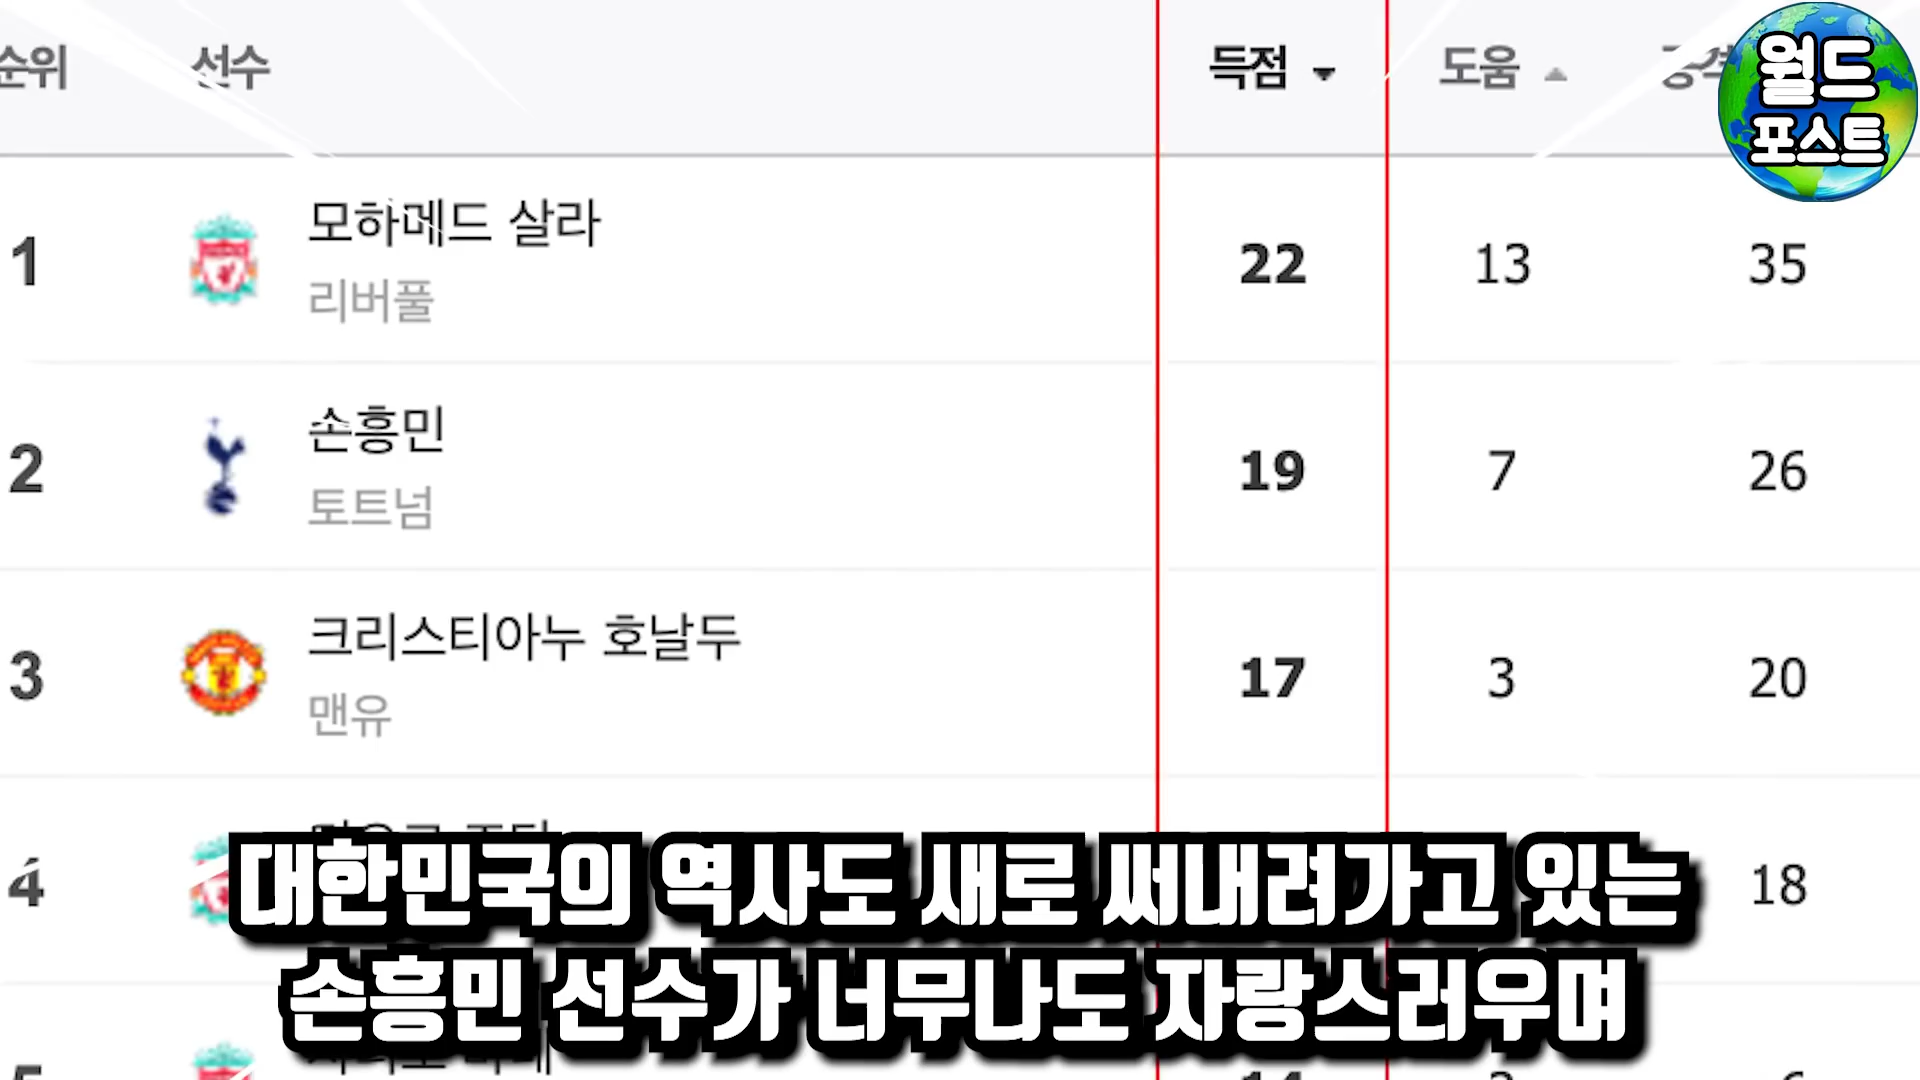 순위 선수 득점 도움
월드
포스트
1 모하메드 살라 22 13 35
리버풀
2 손흥민 19 7 26
토트넘
3 크리스티아누 호날두 17 3 20
맨유
4 18
대한민국의 역사도 새로 써내려가고 있는
손흥민 선수가 너무나도 자랑스러우며